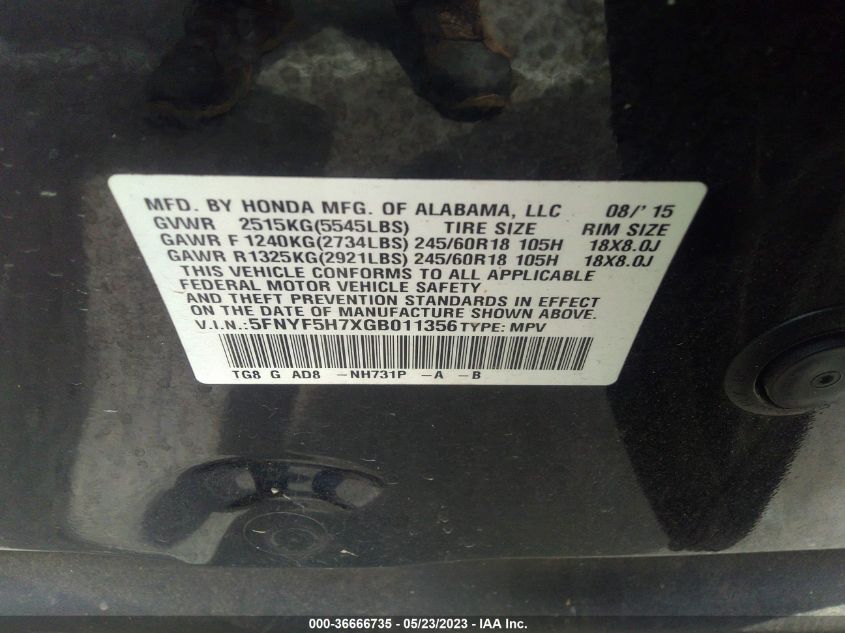 MFD. BY HONDA MFG. OF ALABAMA, LLC 08/'15
GVWR 2515KG(5545LBS) TIRE SIZE RIM SIZE
GAWR F 1240KG(2734LBS) 245/60R18 105H 18X8.0J
GAWR R1325KG(2921LBS) 245/60R18 105H 18X8.0J
THIS VEHICLE CONFORMS TO ALL APPLICABLE
FEDERAL MOTOR VEHICLE SAFETY
AND THEFT PREVENTION STANDARDS IN EFFECT
ON THE DATE OF MANUFACTURE SHOWN ABOVE.
V.I.N.:5FNYF5H7XGB011356 TYPE: MPV
TG8 G AD8 -NH731P -A -B
000-36666735 - 05/23/2023 - IAA Inc.